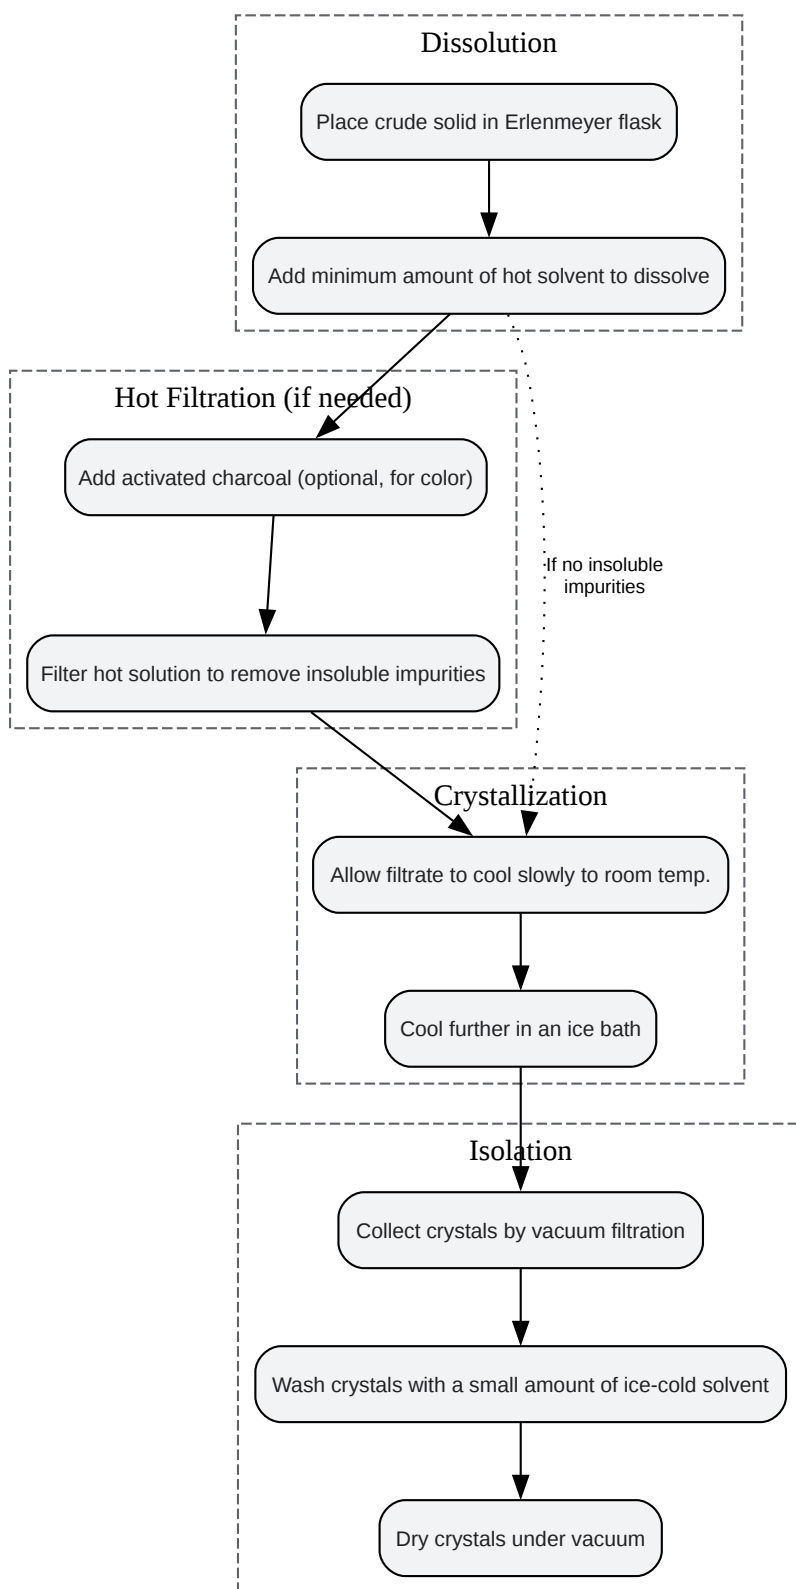 Dissolution
Place crude solid in Erlenmeyer flask
Add minimum amount of hot solvent to dissolve
Hot Filtration (if needed)
Add activated charcoal (optional, for color)
If no insoluble
impurities
Filter hot solution to remove insoluble impurities
Crystallization
Allow filtrate to cool slowly to room temp.
Cool further in an ice bath
Isolation
Collect crystals by vacuum filtration
Wash crystals with a small amount of ice-cold solvent
Dry crystals under vacuum